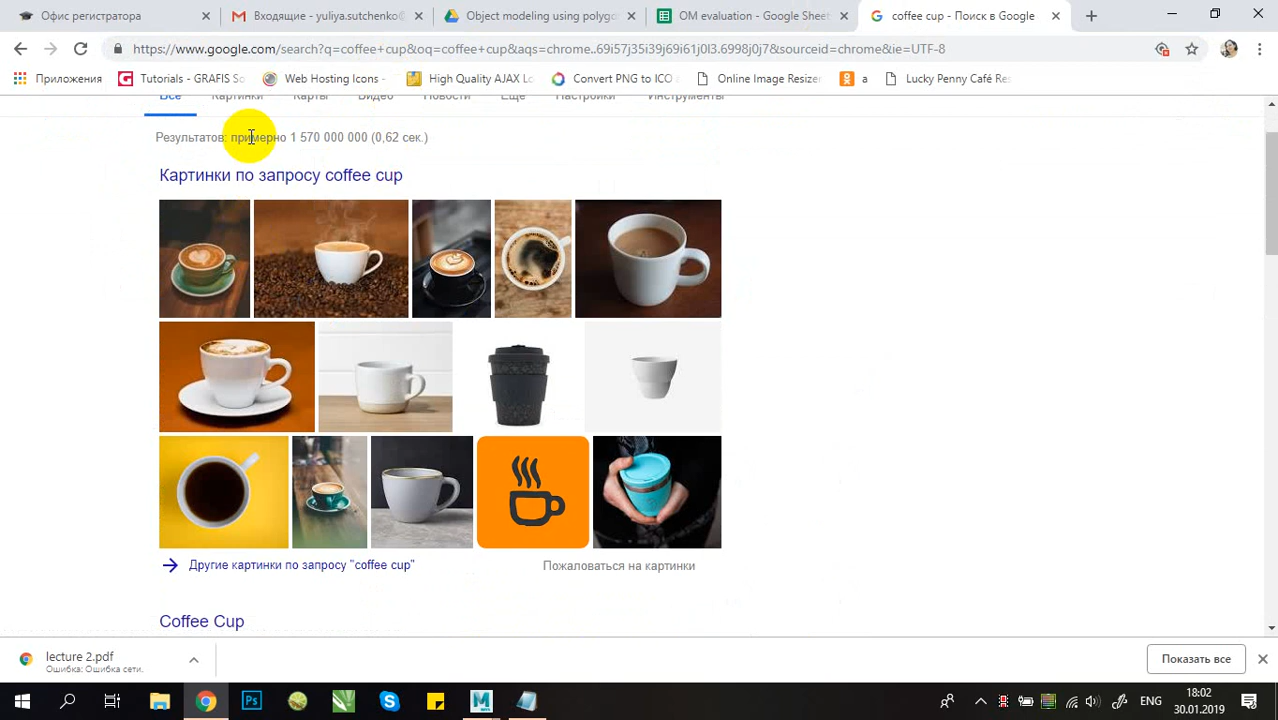 Офис регистратора
Входящие - yuliya.sutchenko@
Object modeling using polygo
OM evaluation - Google Sheet
coffee cup - Поиск в Google
https://www.google.com/search?q=coffee+cup&oq=coffee+cup&aqs=chrome..69i57j35i39j69i61j0l3.6998j0j7&sourceid=chrome&ie=UTF-8
Приложения
Tutorials - GRAFIS So
Web Hosting Icons -
High Quality AJAX Lo
Convert PNG to ICO
Online Image Resizer
а
Lucky Penny Café Res
Все
Картинки
Карты
Видео
Новости
Ещё
Настройки
Инструменты
Результатов: примерно 1 570 000 000 (0,62 сек.)
Картинки по запросу coffee cup
Другие картинки по запросу "coffee cup"
Пожаловаться на картинки
Coffee Cup
lecture 2.pdf
Ошибка: Ошибка сети.
Показать все
ENG
18:02
30.01.2019